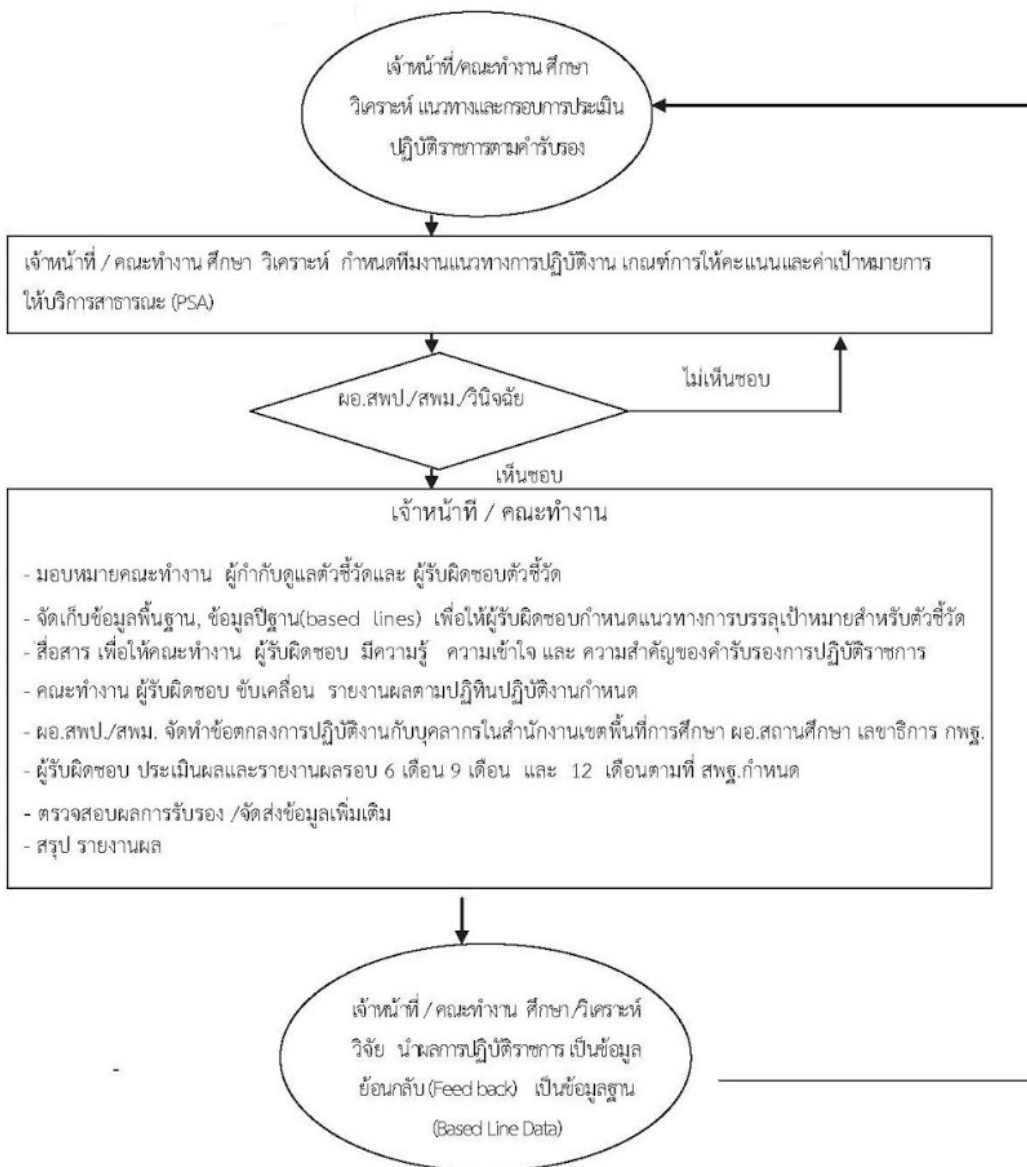 เจ้าหน้าที่/คณะทำงาน ศึกษา
วิเคราะห์ แนวทางและกรอบการประเมิน
ปฏิบัติราชการตามคำรับรอง
เจ้าหน้าที่ / คณะทำงาน ศึกษา วิเคราะห์ กำหนดทีมงานแนวทางการปฏิบัติงาน เกณฑ์การให้คะแนนและค่าเป้าหมายการ
ให้บริการสาธารณะ (PSA)
ผอ.สพป./สพม./วินิจฉัย
ไม่เห็นชอบ
เห็นชอบ
เจ้าหน้าที่ / คณะทำงาน
- มอบหมายคณะทำงาน ผู้กำกับดูแลตัวชี้วัดและ ผู้รับผิดชอบตัวชี้วัด
- จัดเก็บข้อมูลพื้นฐาน, ข้อมูลปีฐาน(based lines) เพื่อให้ผู้รับผิดชอบกำหนดแนวทางการบรรลุเป้าหมายสำหรับตัวชี้วัด
- สื่อสาร เพื่อให้คณะทำงาน ผู้รับผิดชอบ มีความรู้ ความเข้าใจ และ ความสำคัญของคำรับรองการปฏิบัติราชการ
- คณะทำงาน ผู้รับผิดชอบ ขับเคลื่อน รายงานผลตามปฏิทินปฏิบัติงานกำหนด
- ผอ.สพป./สพม. จัดทำข้อตกลงการปฏิบัติงานกับบุคลากรในสำนักงานเขตพื้นที่การศึกษา ผอ.สถานศึกษา เลขาธิการ กพฐ.
- ผู้รับผิดชอบ ประเมินผลและรายงานผลรอบ 6 เดือน 9 เดือน และ 12 เดือนตามที่ สพฐ.กำหนด
- ตรวจสอบผลการรับรอง /จัดส่งข้อมูลเพิ่มเติม
- สรุป รายงานผล
เจ้าหน้าที่ / คณะทำงาน ศึกษา/วิเคราะห์
วิจัย นำผลการปฏิบัติราชการ เป็นข้อมูล
ย้อนกลับ (Feed back) เป็นข้อมูลฐาน
(Based Line Data)